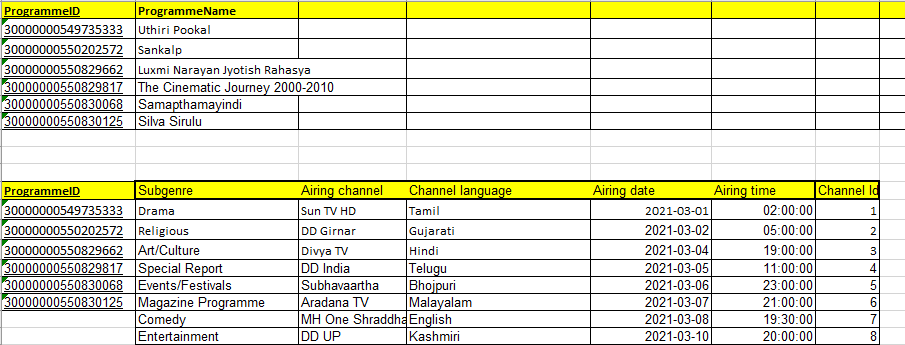 ProgrammeID ProgrammeName
30000000549735333 Uthiri Pookal
30000000550202572 Sankalp
30000000550829662 Luxmi Narayan Jyotish Rahasya
30000000550829817 The Cinematic Journey 2000-2010
30000000550830068 Samapthamayindi
30000000550830125 Silva Sirulu
ProgrammeID Subgenre Airing channel Channel language Airing date Airing time Channel Id
30000000549735333 Drama Sun TV HD Tamil 2021-03-01 02:00:00 1
30000000550202572 Religious DD Girnar Gujarati 2021-03-02 05:00:00 2
30000000550829662 Art/Culture Divya TV Hindi 2021-03-04 19:00:00 3
30000000550829817 Special Report DD India Telugu 2021-03-05 11:00:00 4
30000000550830068 Events/Festivals Subhavaartha Bhojpuri 2021-03-06 23:00:00 5
30000000550830125 Magazine Programme Aradana TV Malayalam 2021-03-07 21:00:00 6
Comedy MH One Shraddha English 2021-03-08 19:30:00 7
Entertainment DD UP Kashmiri 2021-03-10 20:00:00 8